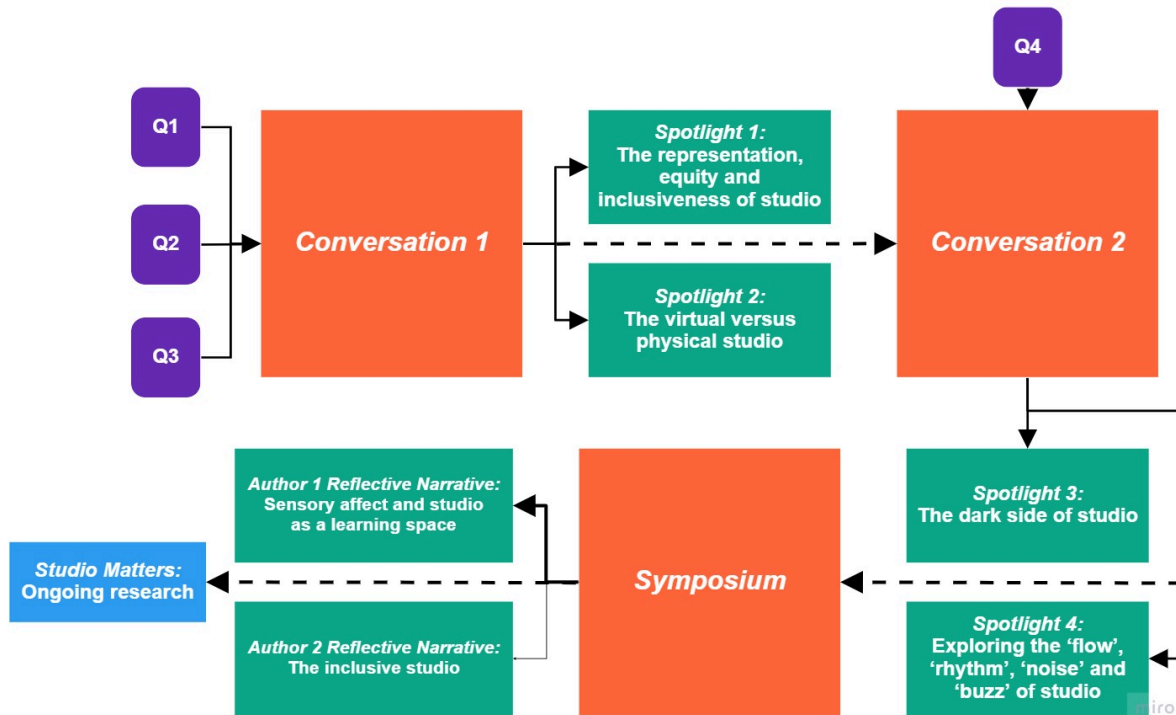 Q4
Q1
Q2
Q3
Conversation 1
Spotlight 1:
The representation,
equity and
inclusiveness of studio
Spotlight 2:
The virtual versus
physical studio
Conversation 2
Author 1 Reflective Narrative:
Sensory affect and studio
as a learning space
Studio Matters:
Ongoing research
Author 2 Reflective Narrative:
The inclusive studio
Symposium
Spotlight 3:
The dark side of studio
Spotlight 4:
Exploring the ‘flow’,
‘rhythm’, ‘noise’ and
‘buzz’ of studio
miro